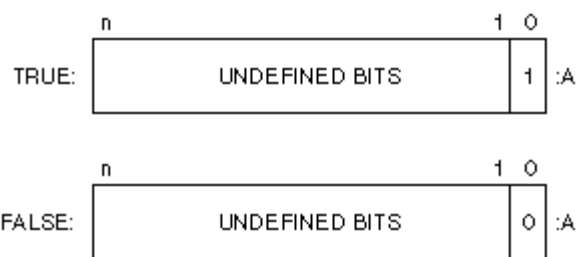 n 1 0
TRUE: UNDEFINED BITS 1 :A
n 1 0
FALSE: UNDEFINED BITS 0 :A